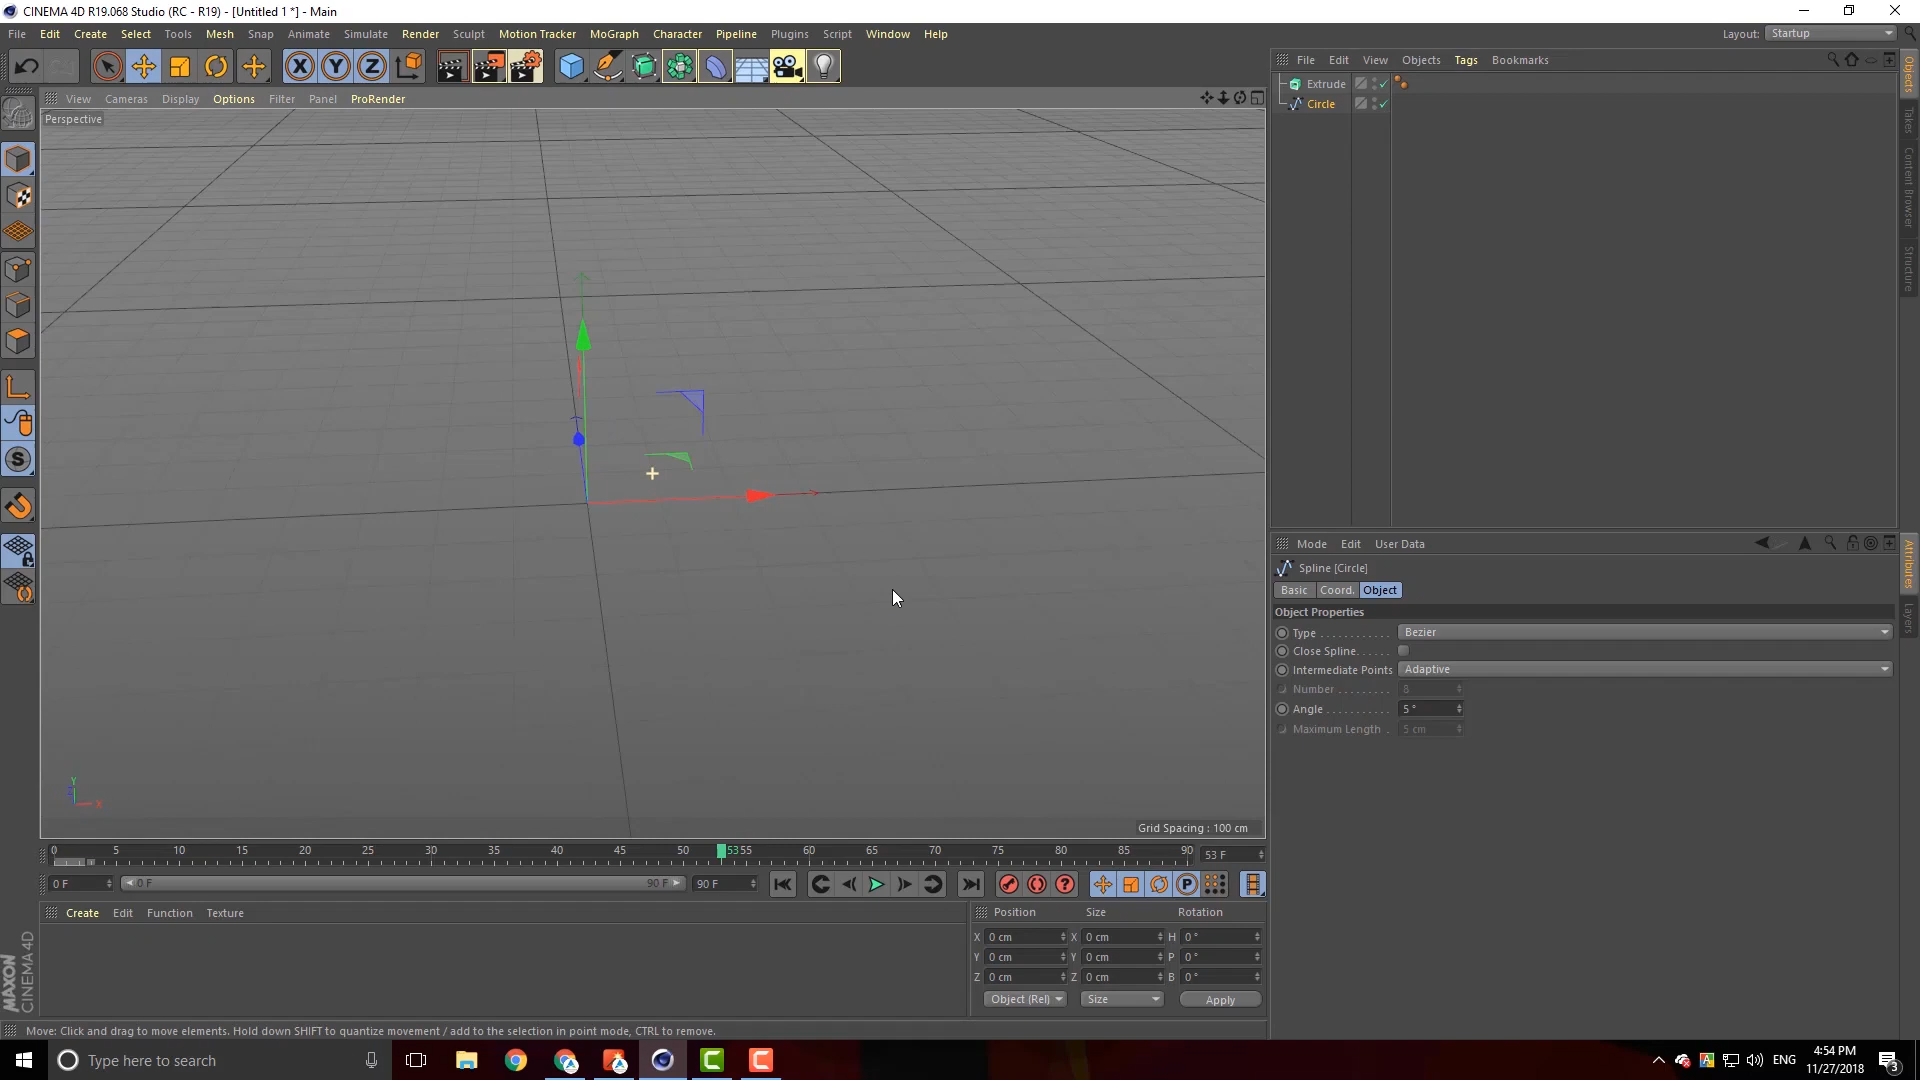 CINEMA 4D R19.068 Studio (RC - R19) - [Untitled 1 *] - Main
File Edit Create Select Tools Mesh Snap Animate Simulate Render Sculpt Motion Tracker MoGraph Character Pipeline Plugins Script Window Help Layout: Startup
X Y Z
File Edit View Objects Tags Bookmarks
Extrude
Circle
Objects
Takes
Content Browser
Structure
View Cameras Display Options Filter Panel ProRender
Perspective
Y
X
Grid Spacing : 100 cm
Mode Edit User Data
Spline [Circle]
Basic Coord. Object
Object Properties
Type Bezier
Close Spline
Intermediate Points Adaptive
Number 8
Angle 5 °
Maximum Length 5 cm
Attributes
Layers
0 5 10 15 20 25 30 35 40 45 50 53 55 60 65 70 75 80 85 90 53 F
0 F 0 F 90 F 90 F
Create Edit Function Texture
Position Size Rotation
X 0 cm X 0 cm H 0 °
Y 0 cm Y 0 cm P 0 °
Z 0 cm Z 0 cm B 0 °
Object (Rel) Size Apply
MAXON
CINEMA 4D
Move: Click and drag to move elements. Hold down SHIFT to quantize movement / add to the selection in point mode, CTRL to remove.
Type here to search
ENG
4:54 PM
11/27/2018
3